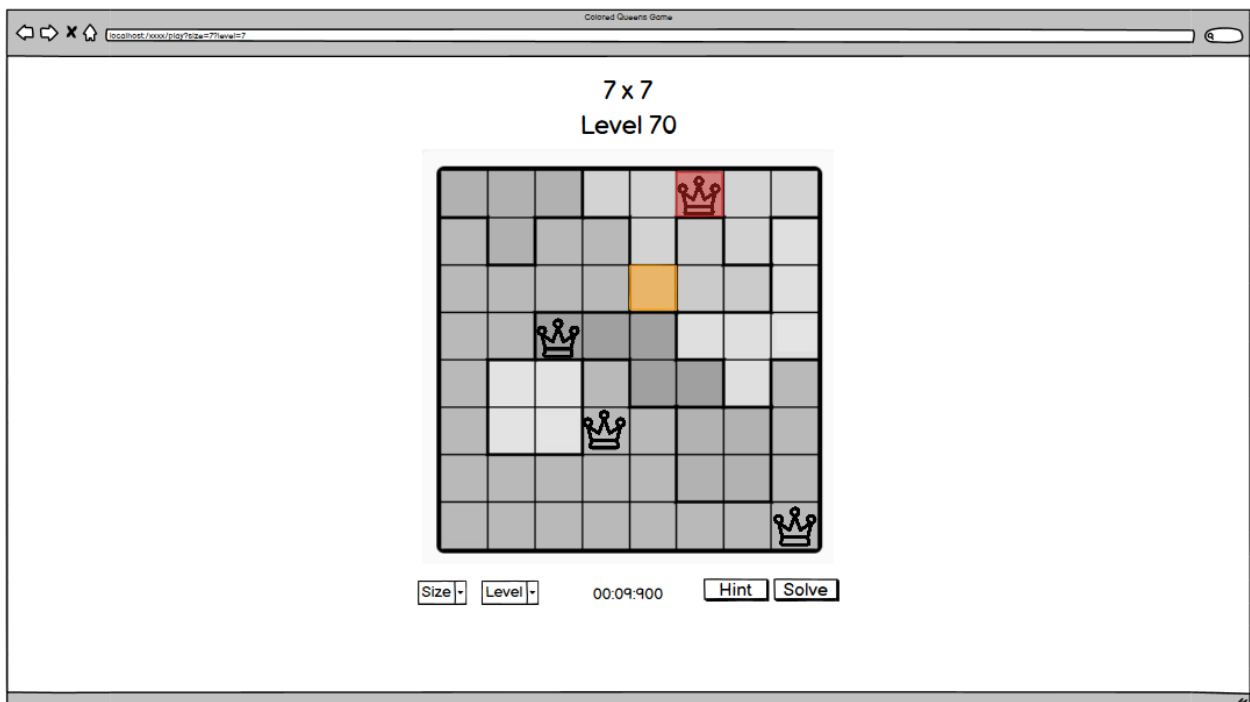 Colored Queens Game
localhost:/xxxx/play?size=7?level=7
7 x 7
Level 70
Size Level 00:09:900 Hint Solve